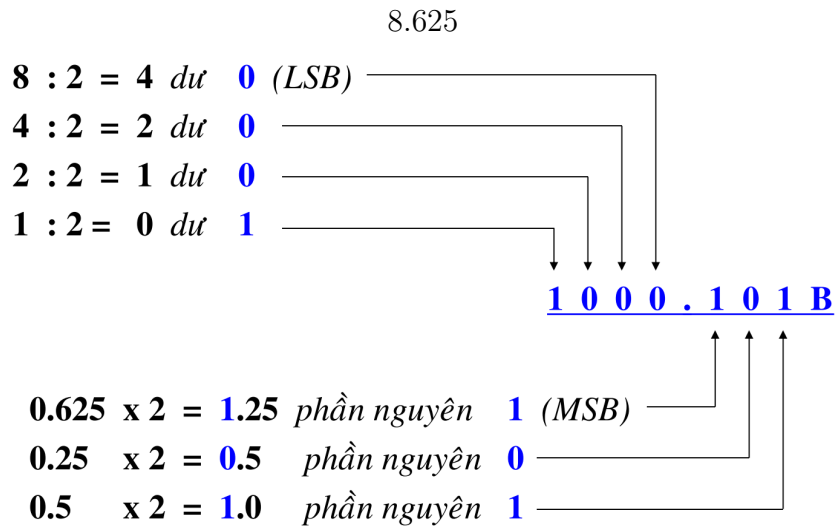 8.625
8 : 2 = 4 dư 0 (LSB)
4 : 2 = 2 dư 0
2 : 2 = 1 dư 0
1 : 2 = 0 dư 1
1 0 0 0 . 1 0 1 B
0.625 x 2 = 1.25 phần nguyên 1 (MSB)
0.25 x 2 = 0.5 phần nguyên 0
0.5 x 2 = 1.0 phần nguyên 1